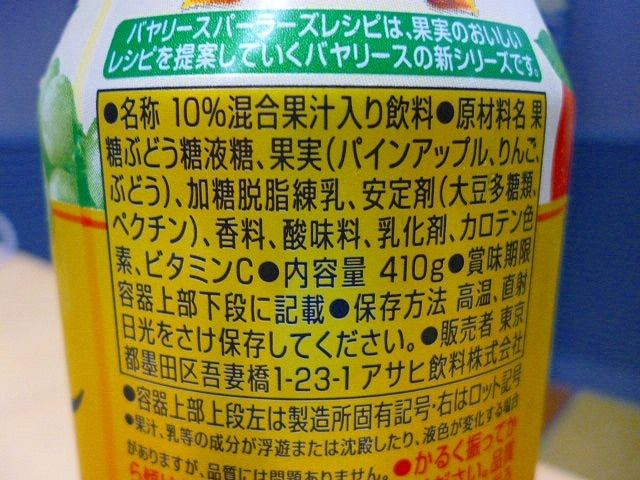 バヤリースパーラーズレシピは、果実のおいしい
レシピを提案していくバヤリースの新シリーズです。
●名称 10%混合果汁入り飲料●原材料名 果
糖ぶどう糖液糖、果実(パインアップル、りんご、
ぶどう)、加糖脱脂練乳、安定剤(大豆多糖類、
ペクチン)、香料、酸味料、乳化剤、カロテン色
素、ビタミンC●内容量 410g●賞味期限
容器上部下段に記載●保存方法 高温、直射
日光をさけ保存してください。●販売者 東京
都墨田区吾妻橋1-23-1 アサヒ飲料株式会社
●容器上部上段左は製造所固有記号・右はロット記号
●果汁、乳等の成分が浮遊または沈殿したり、液色が変化する場合
がありますが、品質には問題ありません。●かるく振ってか